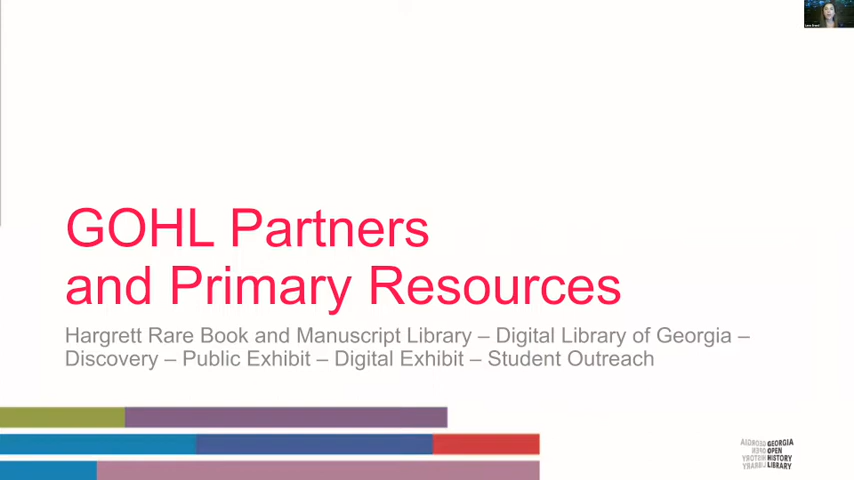 GOHL Partners
and Primary Resources
Hargrett Rare Book and Manuscript Library – Digital Library of Georgia –
Discovery – Public Exhibit – Digital Exhibit – Student Outreach
GEORGIA
OPEN
HISTORY
LIBRARY